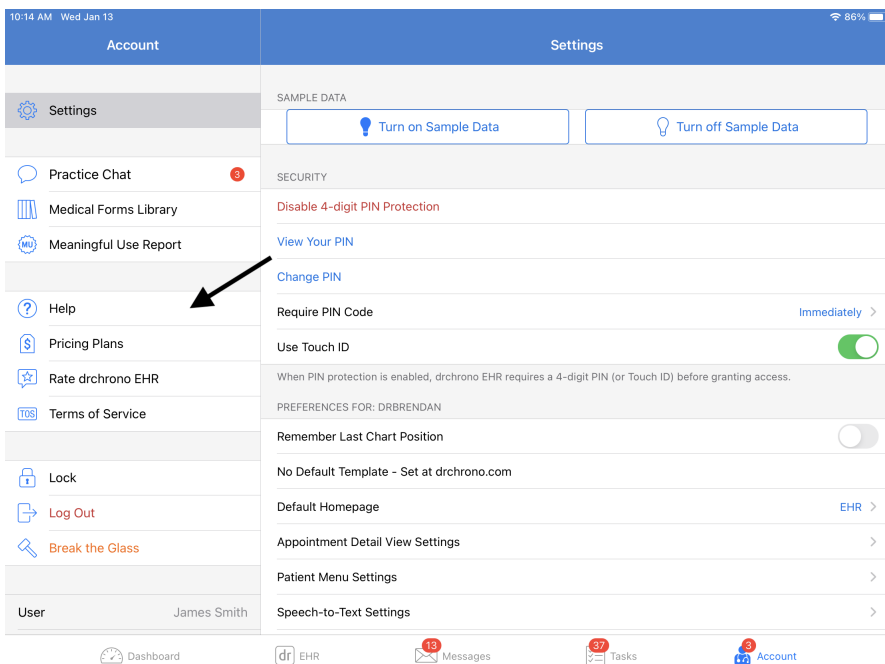 10:14 AM Wed Jan 13
86%
Account
Settings
Settings
Practice Chat
3
Medical Forms Library
MU
Meaningful Use Report
?
Help
$
Pricing Plans
Rate drchrono EHR
TOS
Terms of Service
Lock
Log Out
Break the Glass
User
James Smith
SAMPLE DATA
Turn on Sample Data
Turn off Sample Data
SECURITY
Disable 4-digit PIN Protection
View Your PIN
Change PIN
Require PIN Code
Immediately
Use Touch ID
When PIN protection is enabled, drchrono EHR requires a 4-digit PIN (or Touch ID) before granting access.
PREFERENCES FOR: DRBRENDAN
Remember Last Chart Position
No Default Template - Set at drchrono.com
Default Homepage
EHR
Appointment Detail View Settings
Patient Menu Settings
Speech-to-Text Settings
Dashboard
dr
EHR
13
Messages
37
Tasks
3
Account